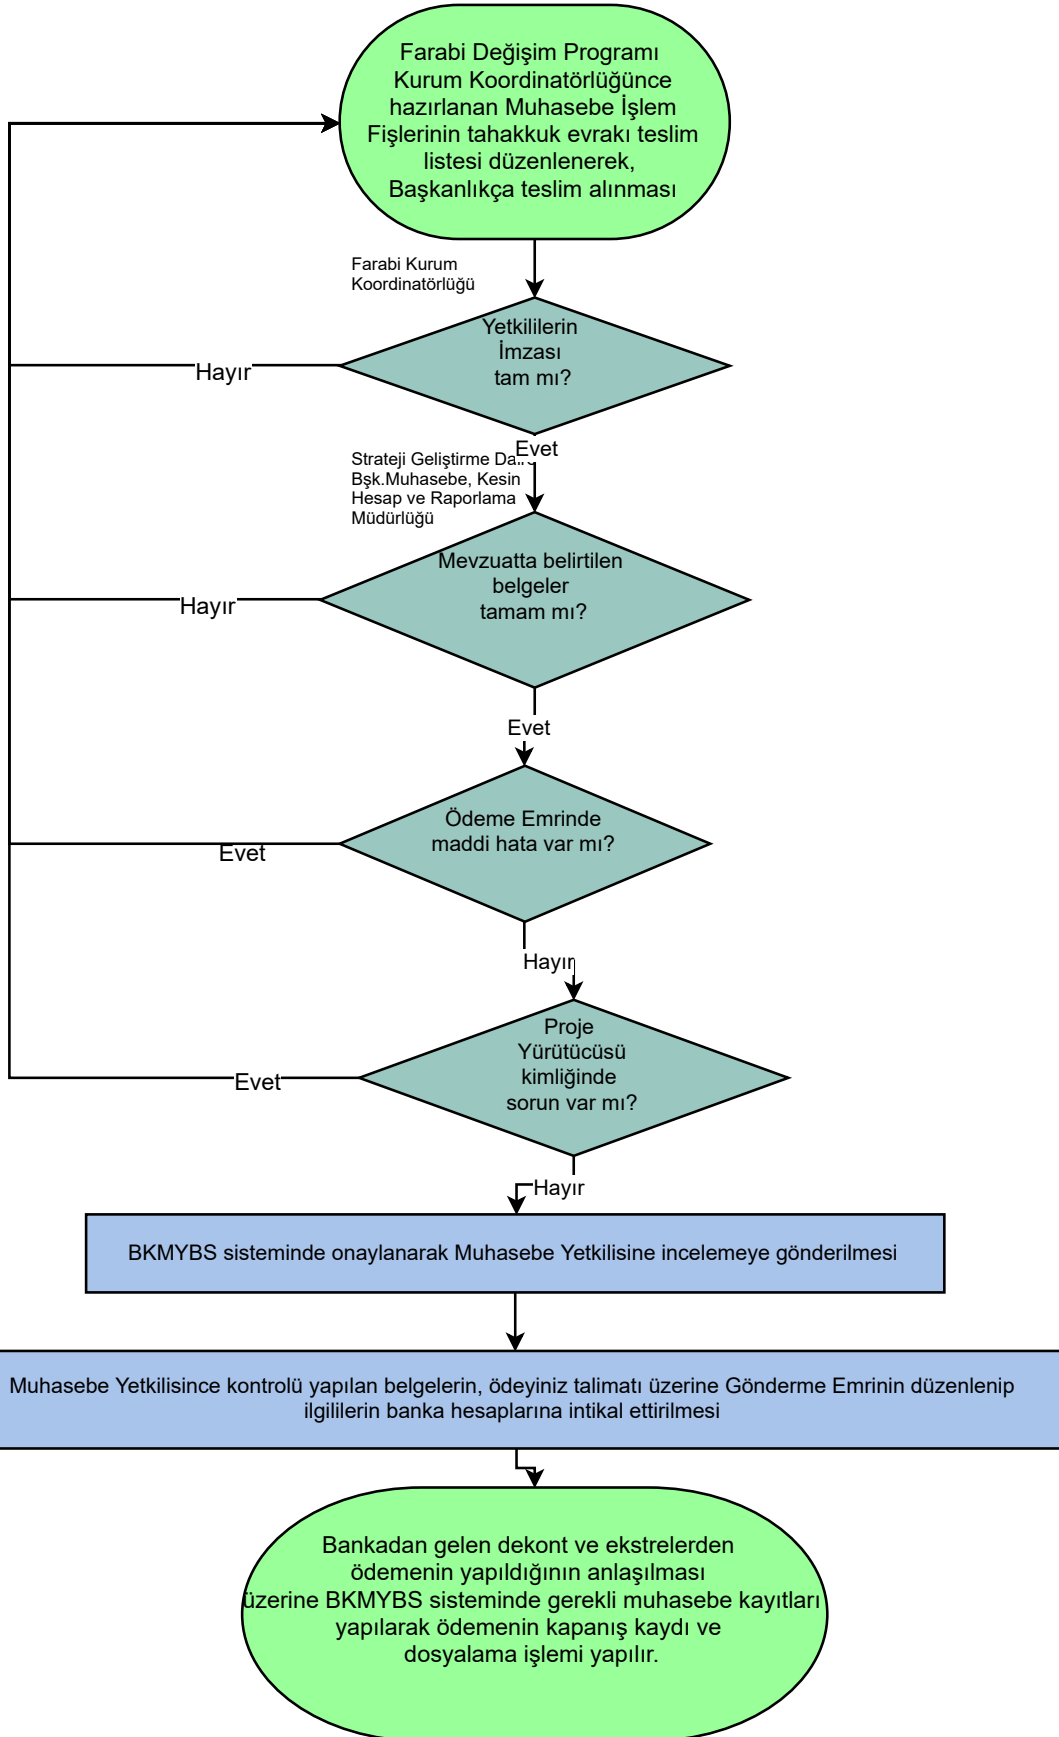 Farabi Değişim Programı
Kurum Koordinatörlüğünce
hazırlanan Muhasebe İşlem
Fişlerinin tahakkuk evrakı teslim
listesi düzenlenerek,
Başkanlıkça teslim alınması
Farabi Kurum
Koordinatörlüğü
Yetkililerin
İmzası
tam mı?
Hayır
Evet
Strateji Geliştirme Daire
Bşk.Muhasebe, Kesin
Hesap ve Raporlama
Müdürlüğü
Mevzuatta belirtilen
belgeler
tamam mı?
Hayır
Evet
Ödeme Emrinde
maddi hata var mı?
Evet
Hayır
Proje
Yürütücüsü
kimliğinde
sorun var mı?
Evet
Hayır
BKMYBS sisteminde onaylanarak Muhasebe Yetkilisine incelemeye gönderilmesi
Muhasebe Yetkilisince kontrolü yapılan belgelerin, ödeyiniz talimatı üzerine Gönderme Emrinin düzenlenip
ilgililerin banka hesaplarına intikal ettirilmesi
Bankadan gelen dekont ve ekstrelerden
ödemenin yapıldığının anlaşılması
üzerine BKMYBS sisteminde gerekli muhasebe kayıtları
yapılarak ödemenin kapanış kaydı ve
dosyalama işlemi yapılır.